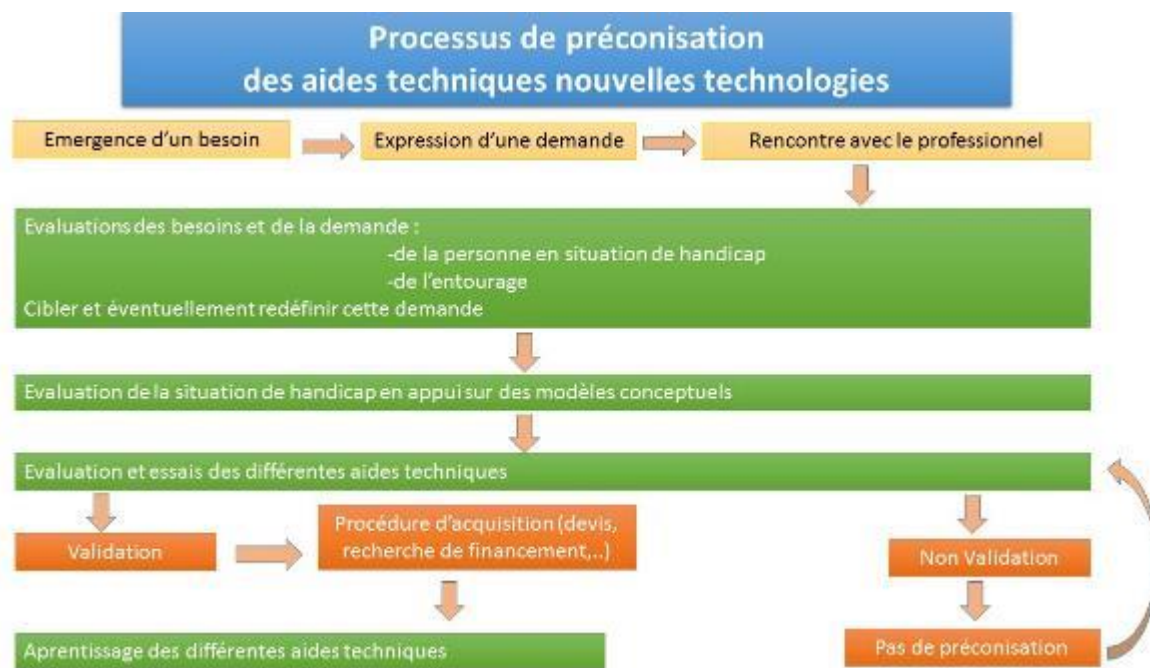 Processus de préconisation
des aides techniques nouvelles technologies
Emergence d'un besoin
Expression d'une demande
Rencontre avec le professionnel
Evaluations des besoins et de la demande :
-de la personne en situation de handicap
-de l'entourage
Cibler et éventuellement redéfinir cette demande
Evaluation de la situation de handicap en appui sur des modèles conceptuels
Evaluation et essais des différentes aides techniques
Validation
Procédure d'acquisition (devis,
recherche de financement,..)
Non Validation
Aprentissage des différentes aides techniques
Pas de préconisation